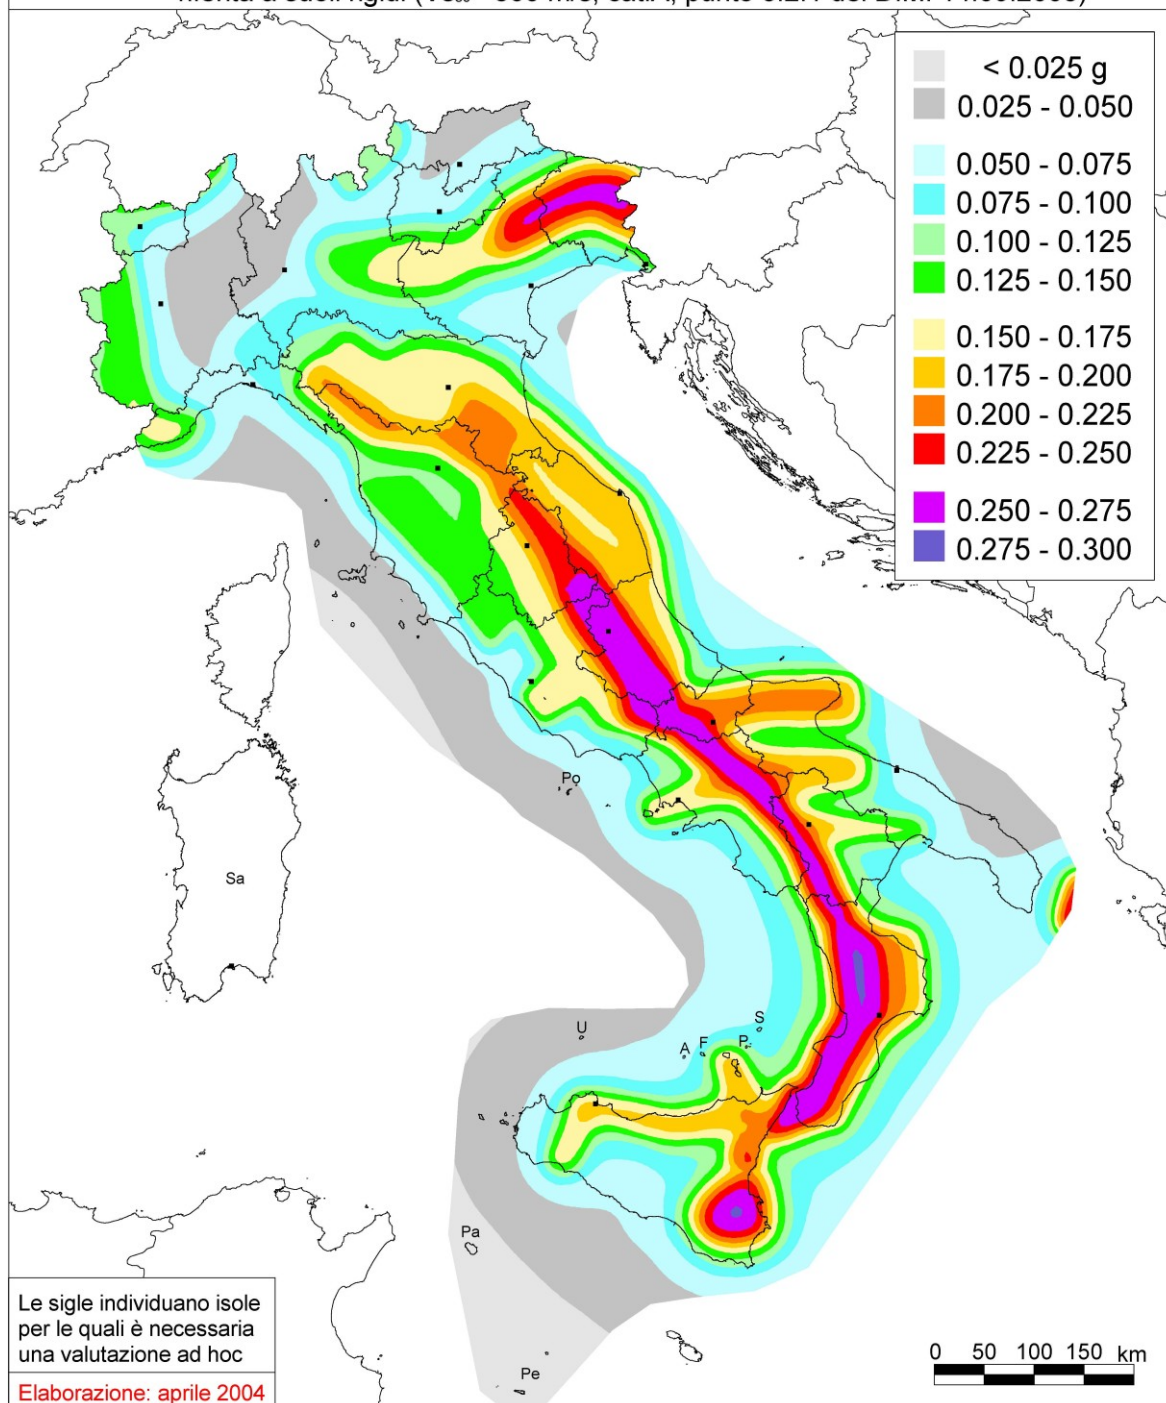 < 0.025 g
0.025 - 0.050
0.050 - 0.075
0.075 - 0.100
0.100 - 0.125
0.125 - 0.150
0.150 - 0.175
0.175 - 0.200
0.200 - 0.225
0.225 - 0.250
0.250 - 0.275
0.275 - 0.300
Po
Sa
S
U
A F P
Pa
Pe
Le sigle individuano isole
per le quali è necessaria
una valutazione ad hoc
Elaborazione: aprile 2004
0 50 100 150 km